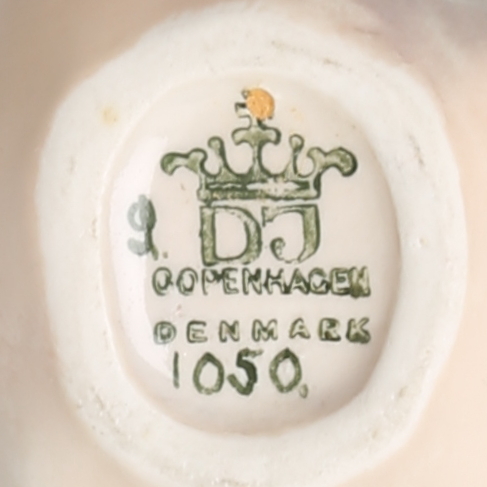 DJ
9.
COPENHAGEN
DENMARK
1050.